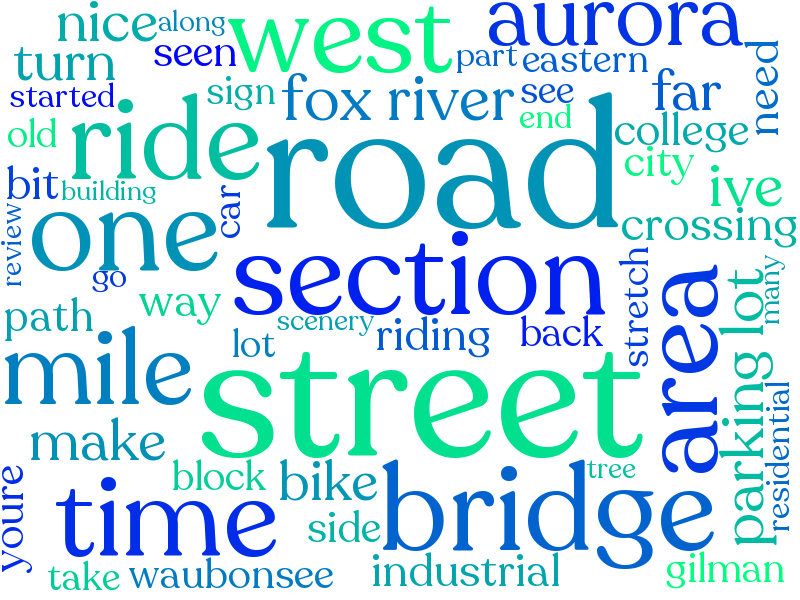 nice along west aurora
turn seen part eastern
started sign fox river see far need
old ride end college
bit building road city ive
review one car crossing
go section stretch area many
path way scenery riding back
lot parking lot
mile street residential
make block bike tree
youre time side bridge
take waubonsee industrial gilman